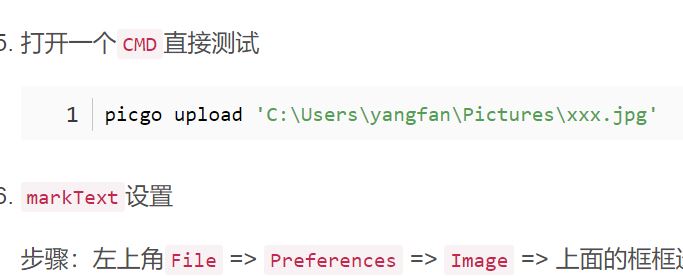 5. 打开一个CMD直接测试
1 picgo upload 'C:\Users\yangfan\Pictures\xxx.jpg'
6. markText设置
步骤：左上角File => Preferences => Image => 上面的框框